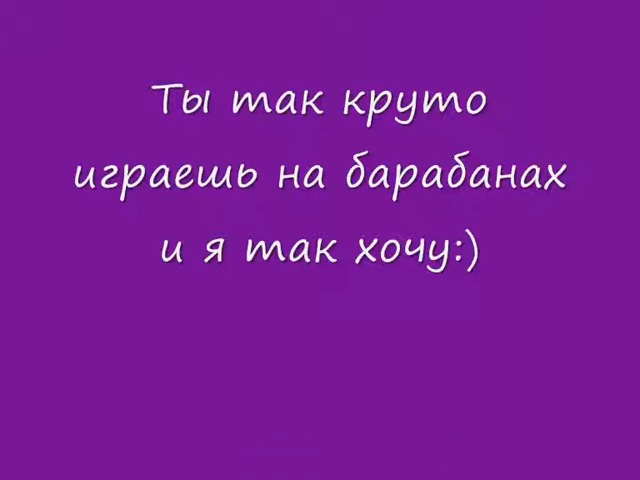 Ты так круто
играешь на барабанах
и я так хочу:)